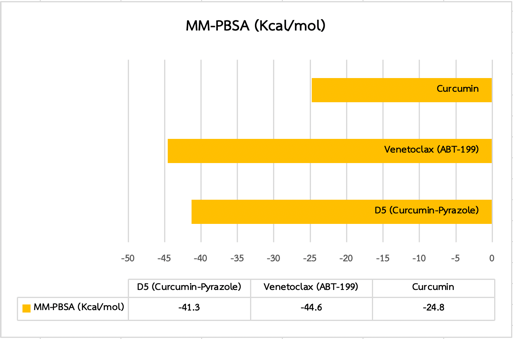 MM-PBSA (Kcal/mol)
Curcumin
Venetoclax (ABT-199)
D5 (Curcumin-Pyrazole)
-50 -45 -40 -35 -30 -25 -20 -15 -10 -5 0
D5 (Curcumin-Pyrazole) Venetoclax (ABT-199) Curcumin
MM-PBSA (Kcal/mol) -41.3 -44.6 -24.8